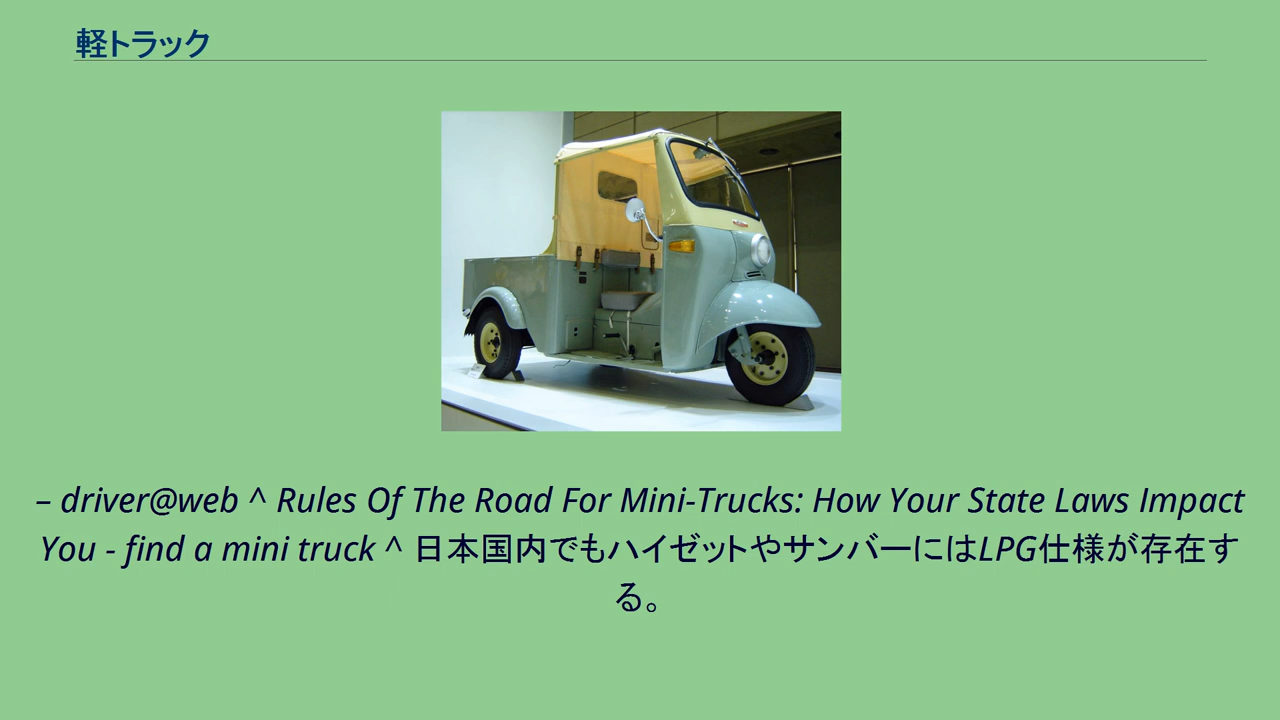 軽トラック
– driver@web ^ Rules Of The Road For Mini-Trucks: How Your State Laws Impact
You - find a mini truck ^ 日本国内でもハイゼットやサンバーにはLPG仕様が存在す
る。